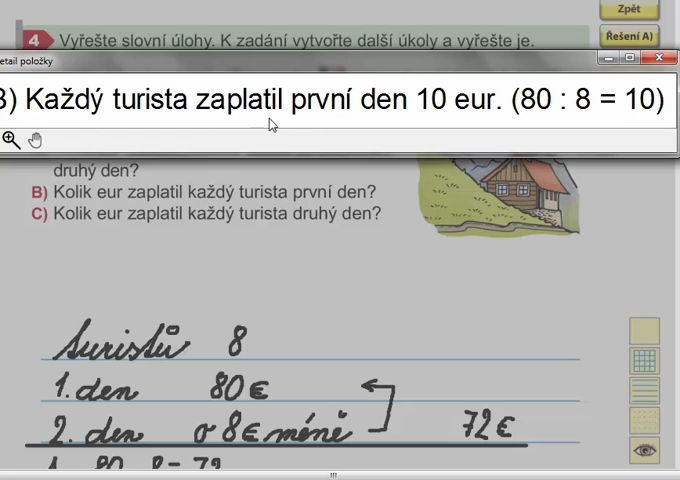 Zpět
4 Vyřešte slovní úlohy. K zadání vytvořte další úkoly a vyřešte je.
Řešení A)
etail položky
B) Každý turista zaplatil první den 10 eur. (80 : 8 = 10)
druhý den?
B) Kolik eur zaplatil každý turista první den?
C) Kolik eur zaplatil každý turista druhý den?
turistů 8
1. den 80 €
2. den o 8 € méně 72 €